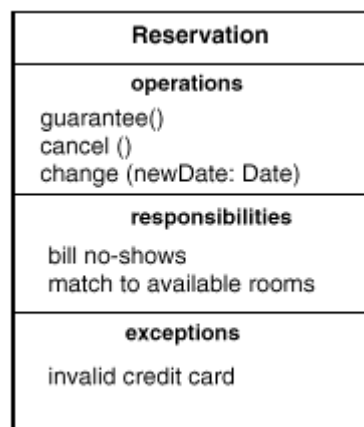 Reservation
operations
guarantee()
cancel ()
change (newDate: Date)
responsibilities
bill no-shows
match to available rooms
exceptions
invalid credit card